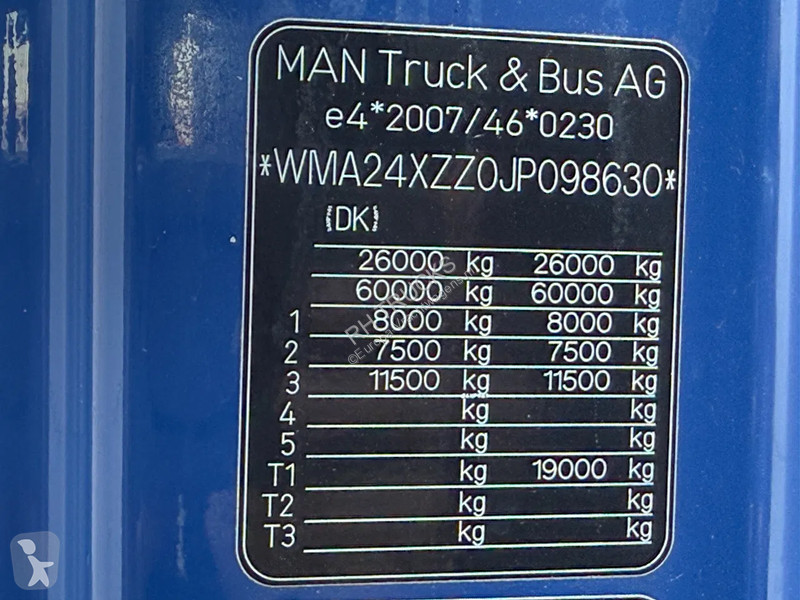 MAN Truck & Bus AG
e4*2007/46*0230
*WMA24XZZ0JP098630*
DK
26000 kg 26000 kg
60000 kg 60000 kg
1 8000 kg 8000 kg
2 7500 kg 7500 kg
3 11500 kg 11500 kg
4 kg kg
5 kg kg
T1 kg 19000 kg
T2 kg kg
T3 kg kg
RH TRUCKS